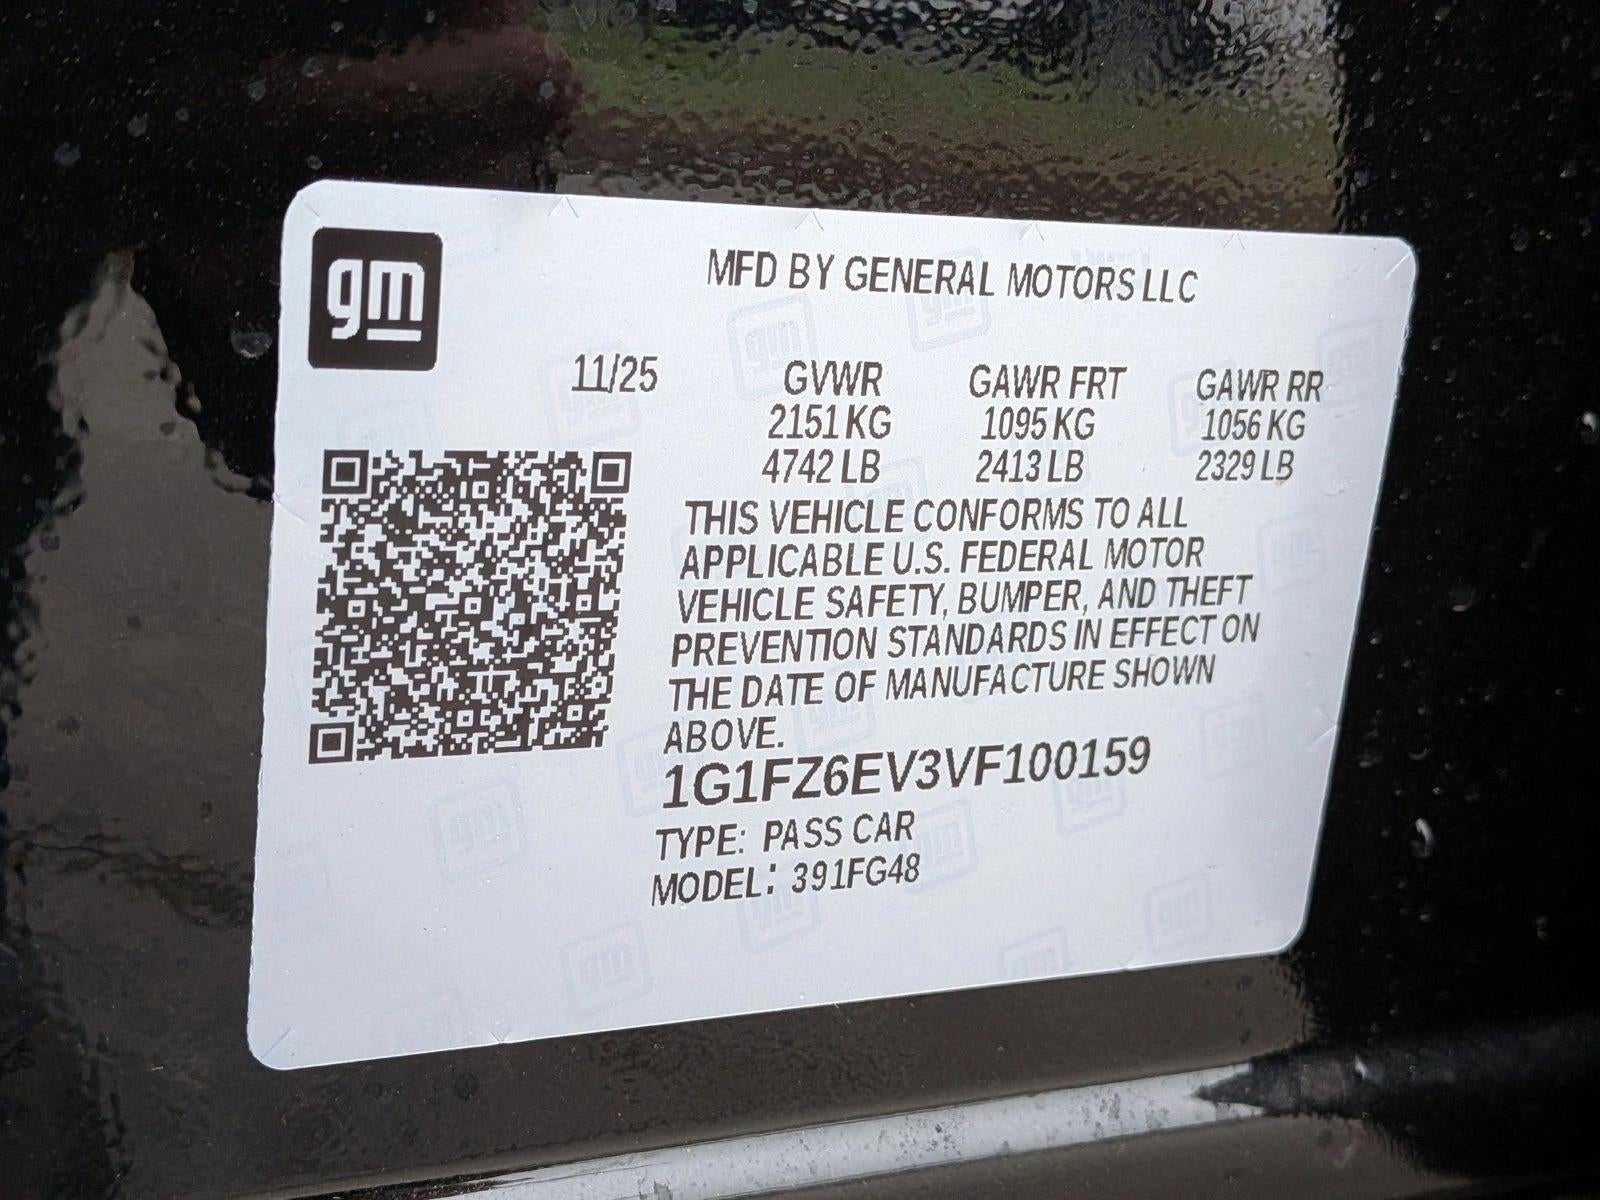 gm
MFD BY GENERAL MOTORS LLC
11/25 GVWR GAWR FRT GAWR RR
2151 KG 1095 KG 1056 KG
4742 LB 2413 LB 2329 LB
THIS VEHICLE CONFORMS TO ALL
APPLICABLE U.S. FEDERAL MOTOR
VEHICLE SAFETY, BUMPER, AND THEFT
PREVENTION STANDARDS IN EFFECT ON
THE DATE OF MANUFACTURE SHOWN
ABOVE.
1G1FZ6EV3VF100159
TYPE: PASS CAR
MODEL: 391FG48